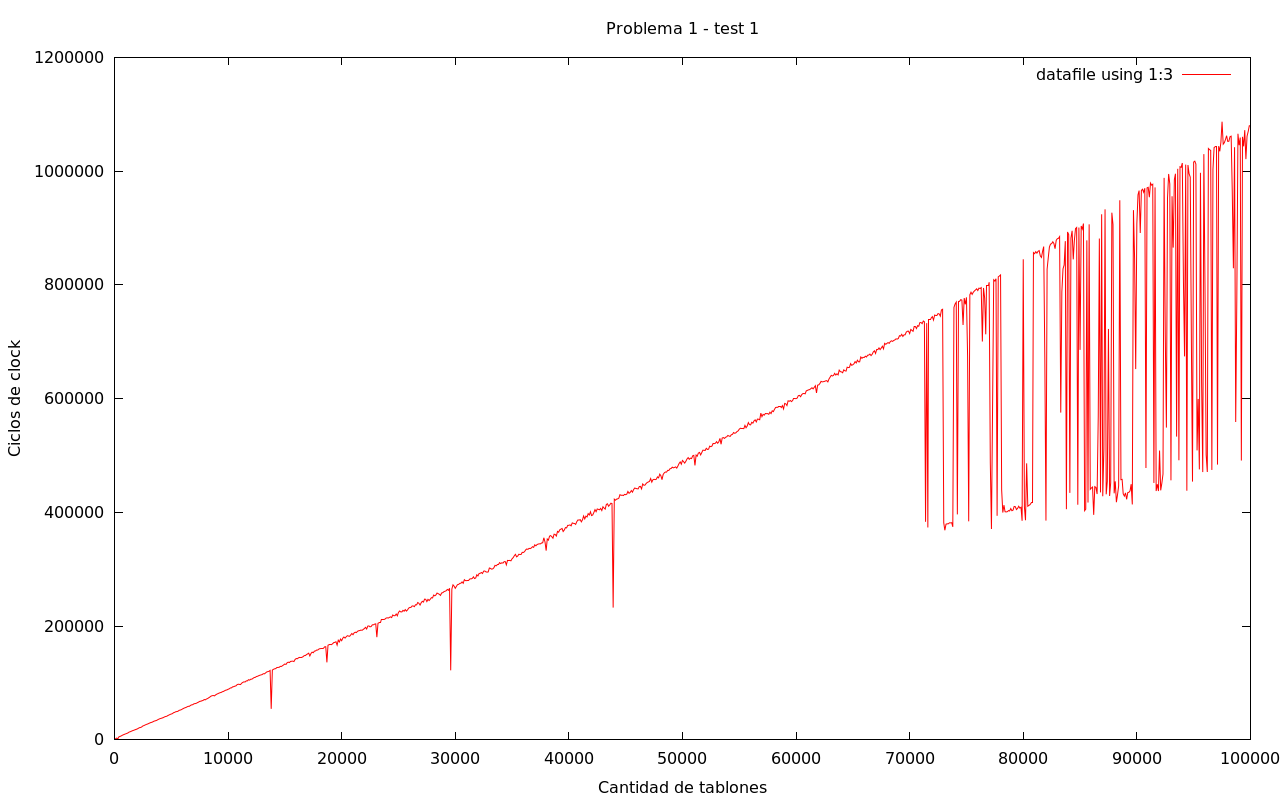 Problema 1 - test 1
datafile using 1:3
1200000
1000000
800000
600000
400000
200000
0
Ciclos de clock
0 10000 20000 30000 40000 50000 60000 70000 80000 90000 100000
Cantidad de tablones